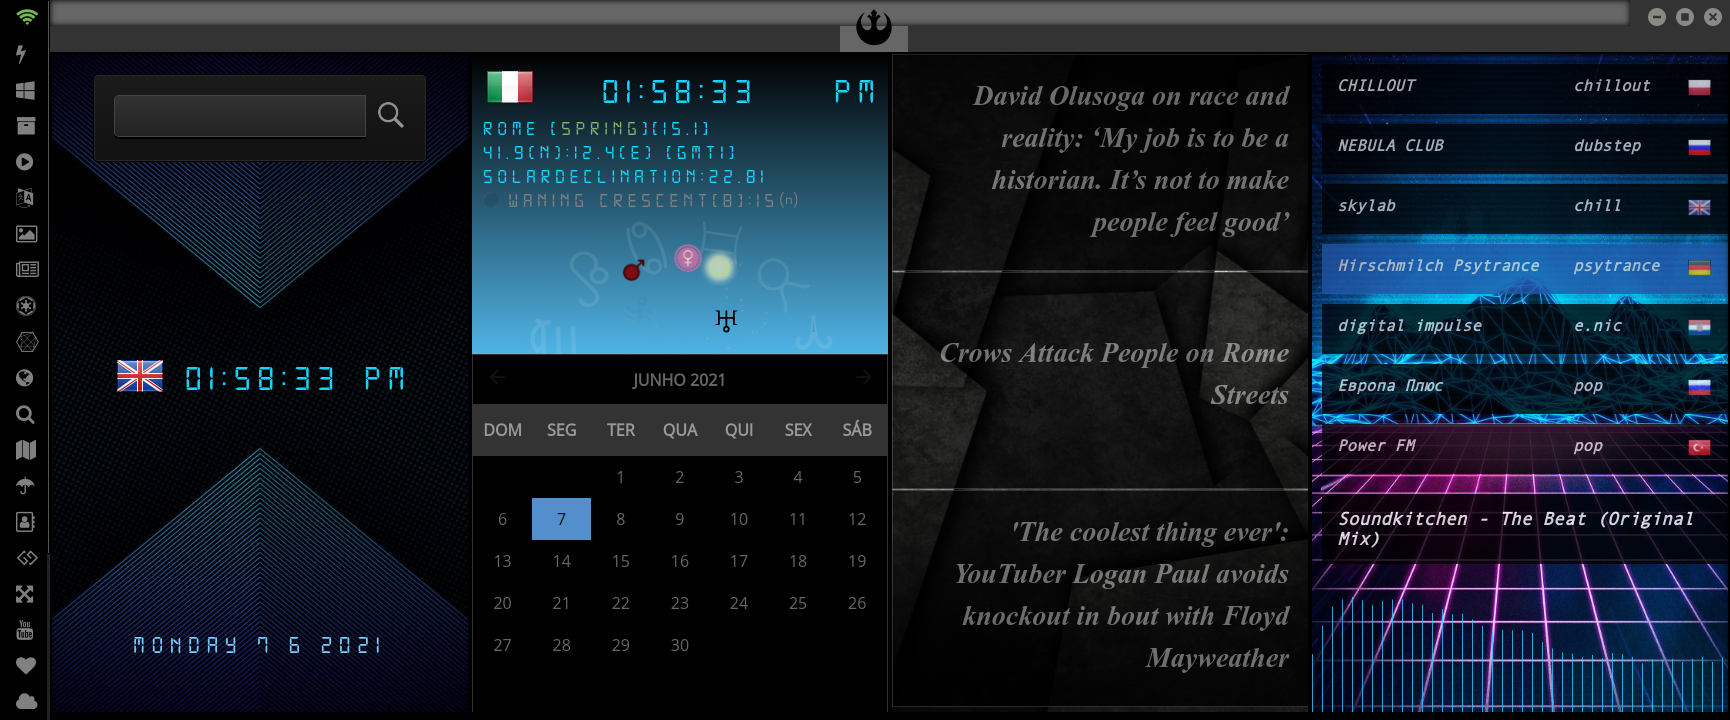 01:58:33 PM
MONDAY 7 6 2021
01:58:33 PM
ROME (SPRING)(15.1)
41.9(N):12.4(E) (GMT1)
SOLARDECLINATION:22.81
WANING CRESCENT(8):15(n)
JUNHO 2021
DOM SEG TER QUA QUI SEX SÁB
1 2 3 4 5
6 7 8 9 10 11 12
13 14 15 16 17 18 19
20 21 22 23 24 25 26
27 28 29 30
David Olusoga on race and
reality: ‘My job is to be a
historian. It’s not to make
people feel good’
Crows Attack People on Rome
Streets
'The coolest thing ever':
YouTuber Logan Paul avoids
knockout in bout with Floyd
Mayweather
CHILLOUT chillout
NEBULA CLUB dubstep
skylab chill
Hirschmilch Psytrance psytrance
digital impulse e.nic
Европа Плюс pop
Power FM pop
Soundkitchen - The Beat (Original
Mix)
You
Tube